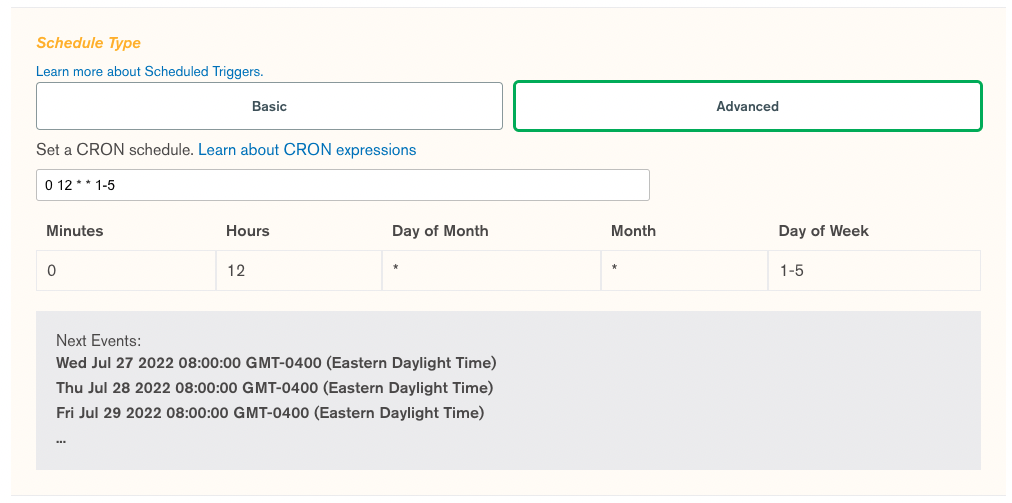 Schedule Type
Learn more about Scheduled Triggers.
Basic Advanced
Set a CRON schedule. Learn about CRON expressions
0 12 * * 1-5
Minutes Hours Day of Month Month Day of Week
0 12 * * 1-5
Next Events:
Wed Jul 27 2022 08:00:00 GMT-0400 (Eastern Daylight Time)
Thu Jul 28 2022 08:00:00 GMT-0400 (Eastern Daylight Time)
Fri Jul 29 2022 08:00:00 GMT-0400 (Eastern Daylight Time)
...